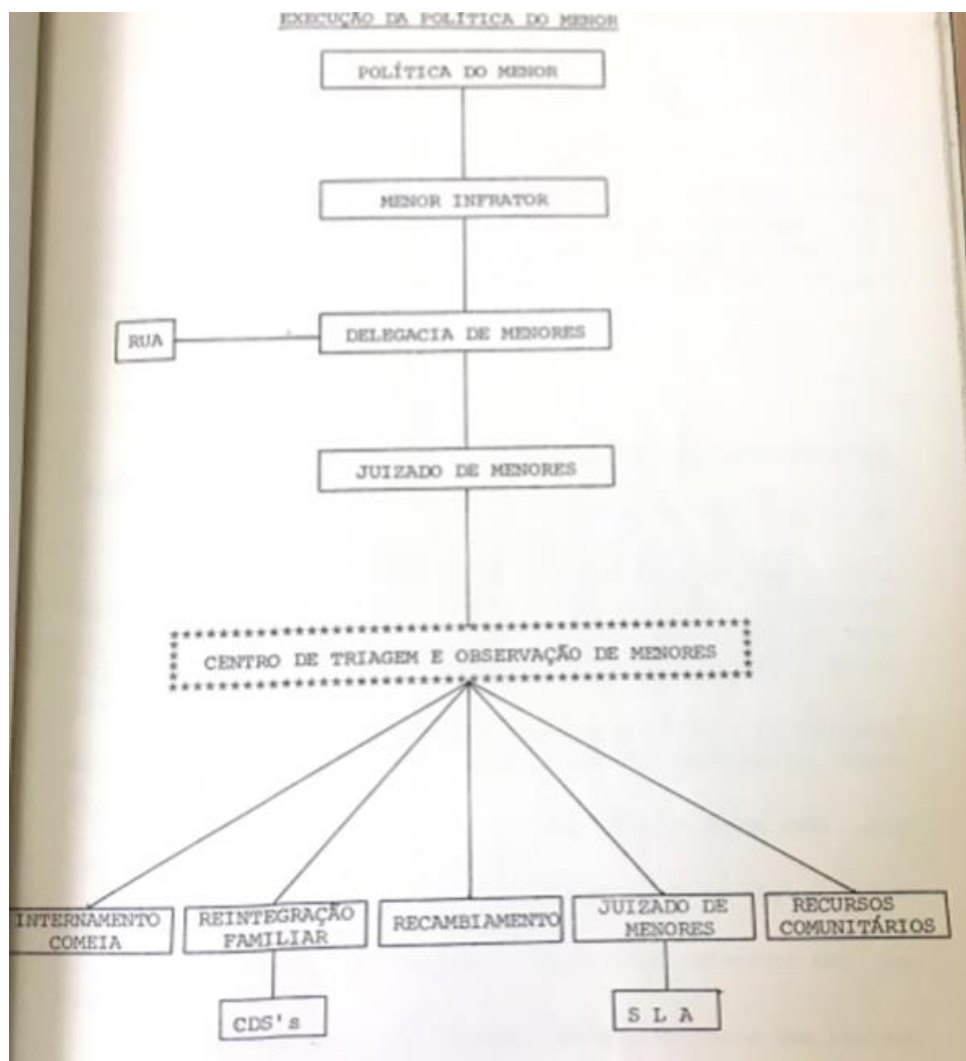 EXECUÇÃO DA POLÍTICA DO MENOR
POLÍTICA DO MENOR
MENOR INFRATOR
RUA
DELEGACIA DE MENORES
JUIZADO DE MENORES
CENTRO DE TRIAGEM E OBSERVAÇÃO DE MENORES
INTERNAMENTO
COMEIA
REINTEGRAÇÃO
FAMILIAR
RECAMBIAMENTO
JUIZADO DE
MENORES
RECURSOS
COMUNITÁRIOS
CDS's
S L A